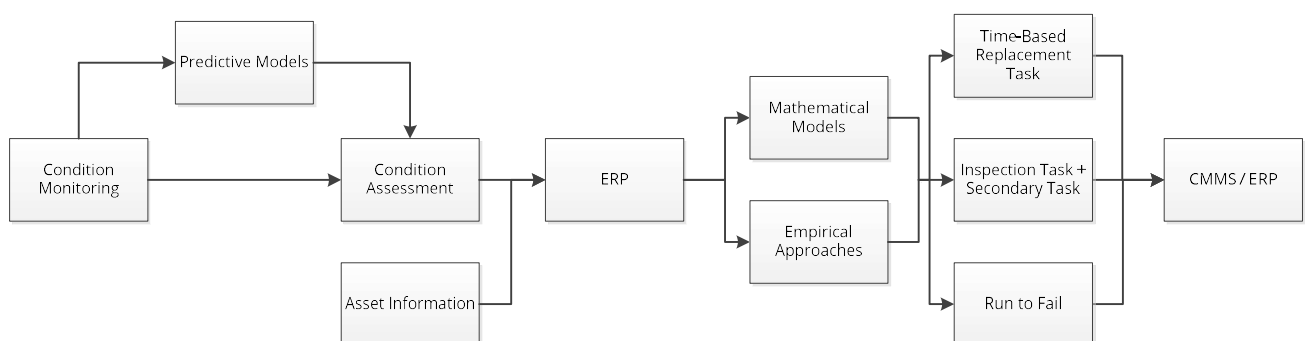 Predictive Models
Condition
Monitoring
Condition
Assessment
Asset Information
ERP
Mathematical
Models
Empirical
Approaches
Time-Based
Replacement
Task
Inspection Task +
Secondary Task
Run to Fail
CMMS / ERP